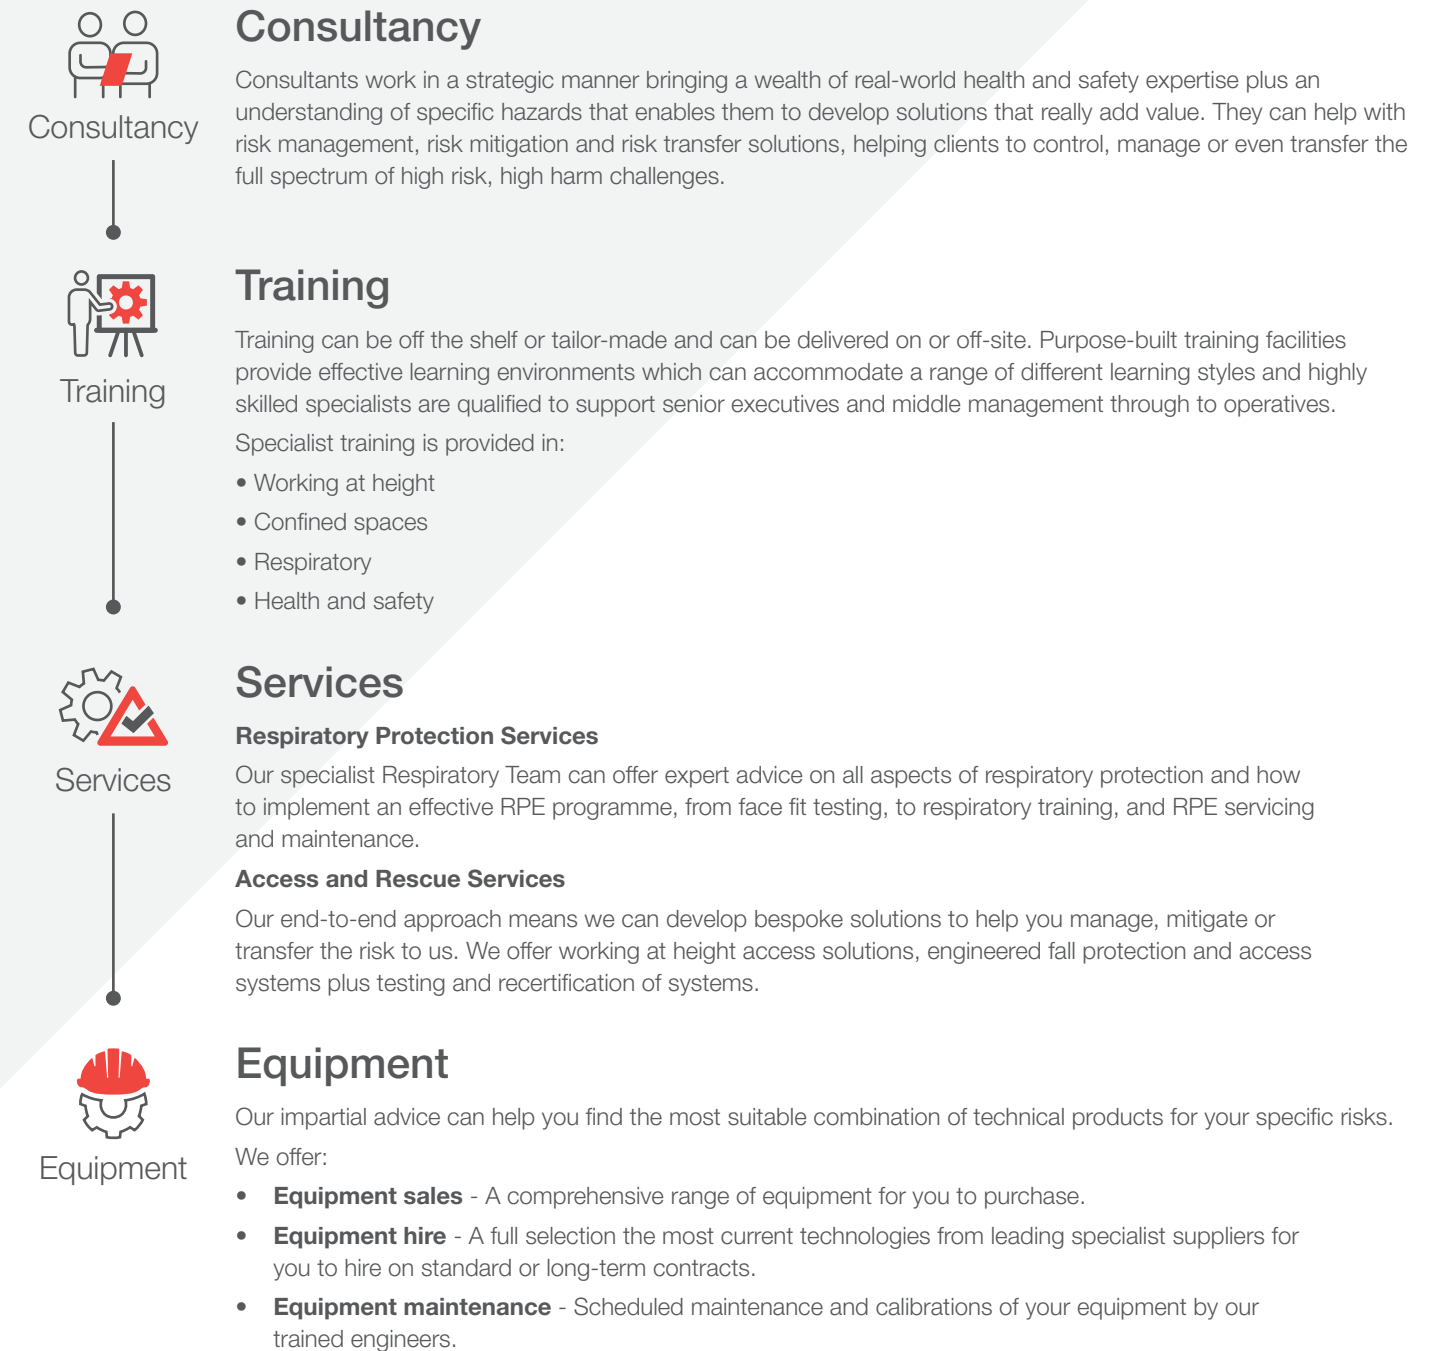 Consultancy
Consultancy
Consultants work in a strategic manner bringing a wealth of real-world health and safety expertise plus an
understanding of specific hazards that enables them to develop solutions that really add value. They can help with
risk management, risk mitigation and risk transfer solutions, helping clients to control, manage or even transfer the
full spectrum of high risk, high harm challenges.
Training
Training
Training can be off the shelf or tailor-made and can be delivered on or off-site. Purpose-built training facilities
provide effective learning environments which can accommodate a range of different learning styles and highly
skilled specialists are qualified to support senior executives and middle management through to operatives.
Specialist training is provided in:
• Working at height
• Confined spaces
• Respiratory
• Health and safety
Services
Services
Respiratory Protection Services
Our specialist Respiratory Team can offer expert advice on all aspects of respiratory protection and how
to implement an effective RPE programme, from face fit testing, to respiratory training, and RPE servicing
and maintenance.
Access and Rescue Services
Our end-to-end approach means we can develop bespoke solutions to help you manage, mitigate or
transfer the risk to us. We offer working at height access solutions, engineered fall protection and access
systems plus testing and recertification of systems.
Equipment
Equipment
Our impartial advice can help you find the most suitable combination of technical products for your specific risks.
We offer:
• Equipment sales - A comprehensive range of equipment for you to purchase.
• Equipment hire - A full selection the most current technologies from leading specialist suppliers for
you to hire on standard or long-term contracts.
• Equipment maintenance - Scheduled maintenance and calibrations of your equipment by our
trained engineers.